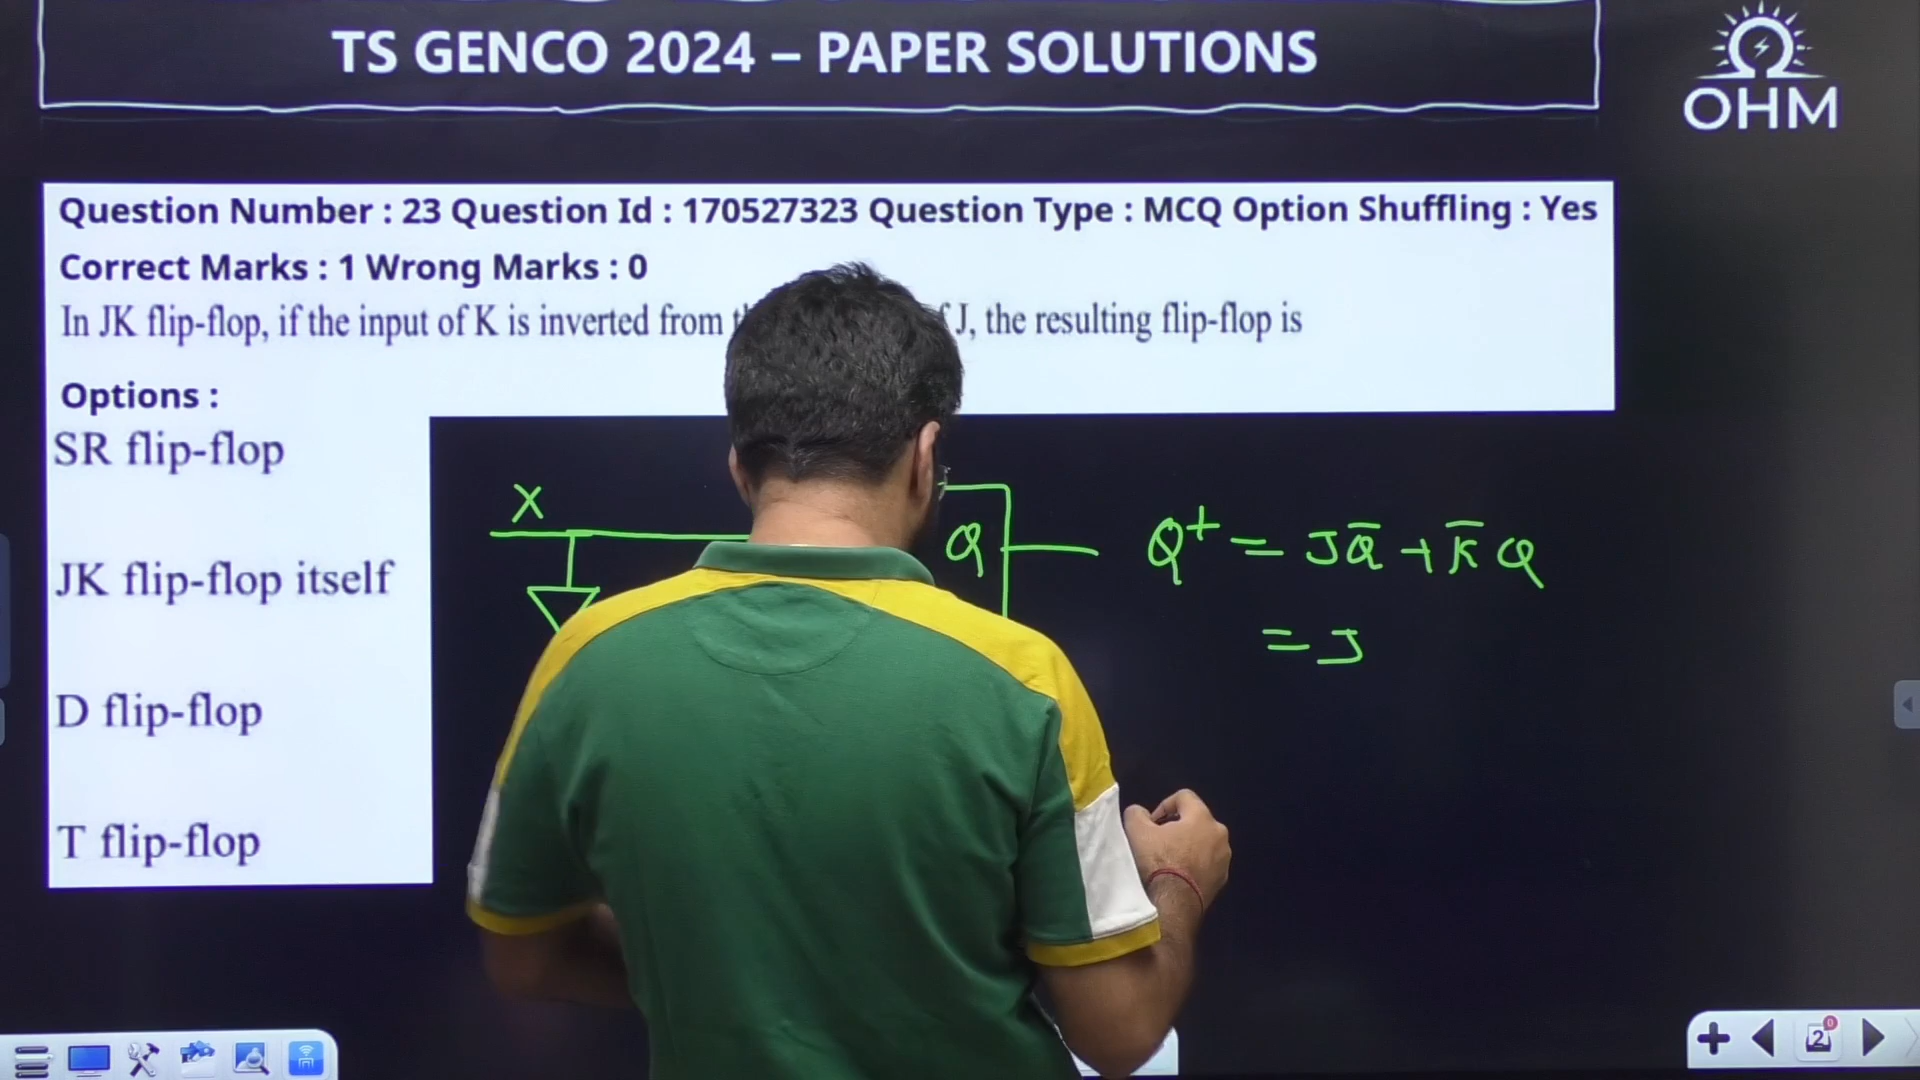 TS GENCO 2024 – PAPER SOLUTIONS
OHM
Question Number : 23 Question Id : 170527323 Question Type : MCQ Option Shuffling : Yes
Correct Marks : 1 Wrong Marks : 0
In JK flip-flop, if the input of K is inverted from J, the resulting flip-flop is
Options :
SR flip-flop
JK flip-flop itself
D flip-flop
T flip-flop
X
Q
Q⁺ = JQ̅ + K̅Q
= J
2
0